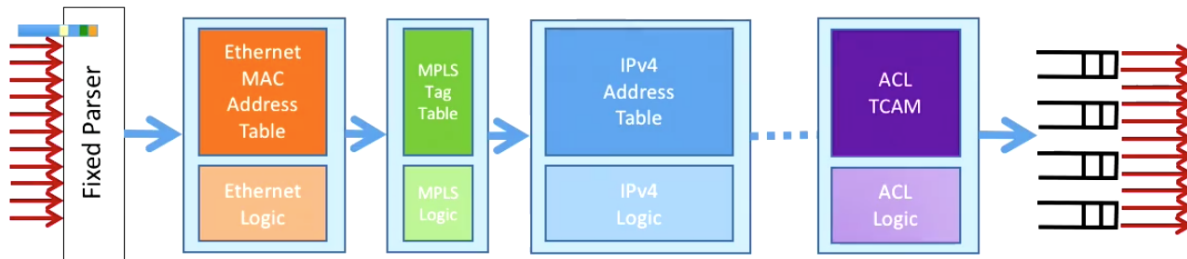 Fixed Parser
Ethernet
MAC
Address
Table
Ethernet
Logic
MPLS
Tag
Table
MPLS
Logic
IPv4
Address
Table
IPv4
Logic
ACL
TCAM
ACL
Logic